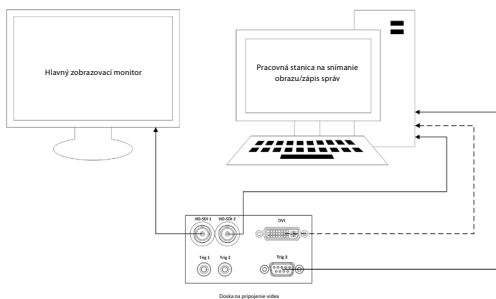 Hlavný zobrazovací monitor
Pracovná stanica na snímanie
obrazu/zápis správ
HD-SDI 1
HD-SDI 2
DVI
Trig 1
Trig 2
Trig 3
Doska na pripojenie videa